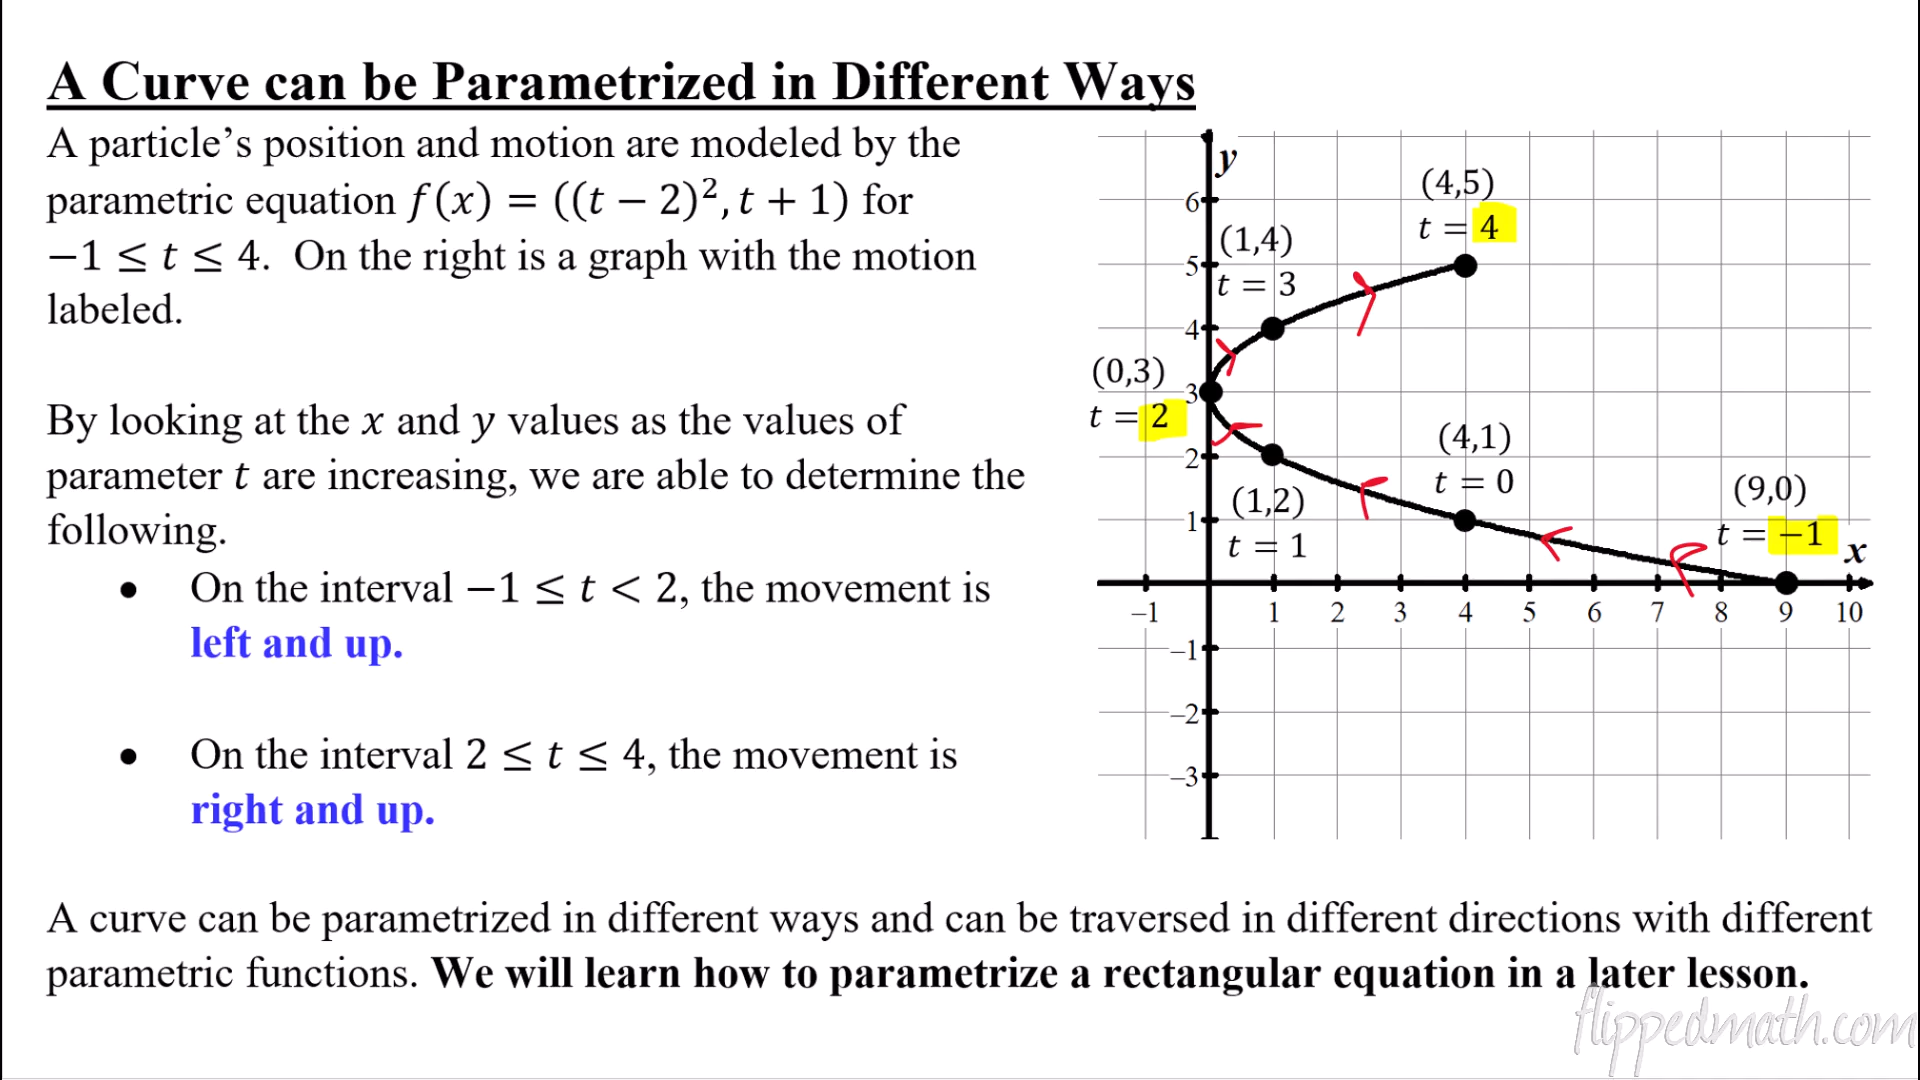 A Curve can be Parametrized in Different Ways
A particle’s position and motion are modeled by the
parametric equation f(x) = ((t − 2)², t + 1) for
−1 ≤ t ≤ 4. On the right is a graph with the motion
labeled.
By looking at the x and y values as the values of
parameter t are increasing, we are able to determine the
following.
• On the interval −1 ≤ t < 2, the movement is
left and up.
• On the interval 2 ≤ t ≤ 4, the movement is
right and up.
y
(4,5)
t = 4
6
(1,4)
5
t = 3
4
(0,3)
3
t = 2
(4,1)
2
t = 0
(9,0)
(1,2)
t = −1
1
t = 1
x
−1 1 2 3 4 5 6 7 8 9 10
−1
−2
−3
A curve can be parametrized in different ways and can be traversed in different directions with different
parametric functions. We will learn how to parametrize a rectangular equation in a later lesson.
flippedmath.com